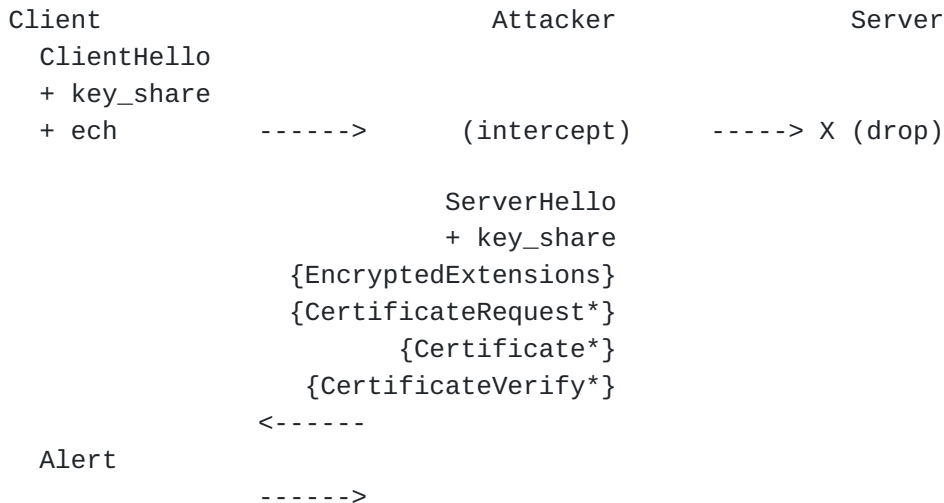 Client                         Attacker               Server
  ClientHello
  + key_share
  + ech         ------>      (intercept)     -----> X (drop)

                            ServerHello
                            + key_share
                  {EncryptedExtensions}
                  {CertificateRequest*}
                         {Certificate*}
                   {CertificateVerify*}
                <------
  Alert
                ------>